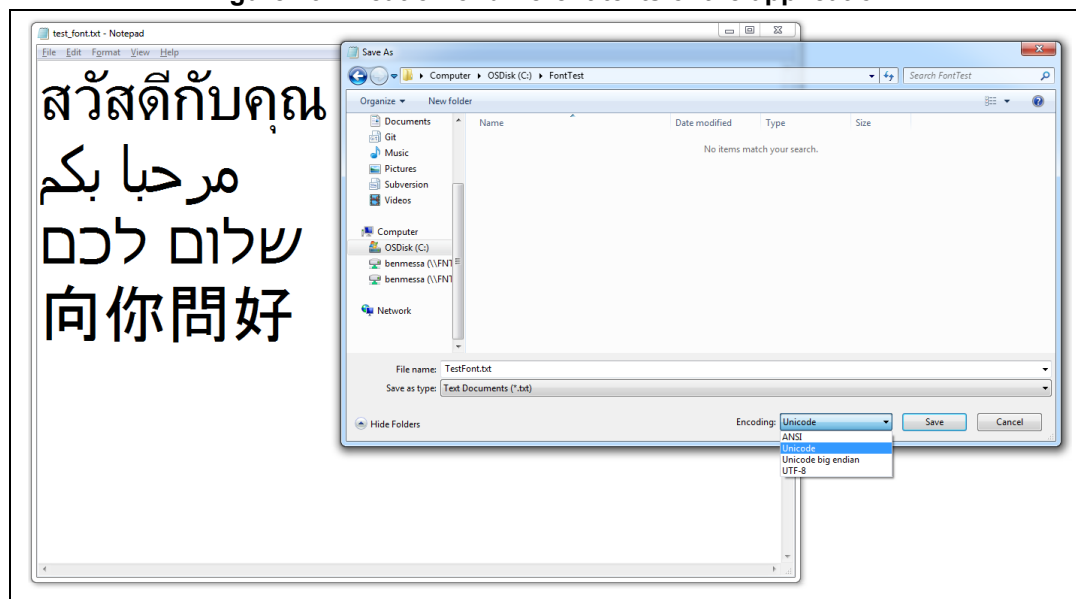 test_font.txt - Notepad
File Edit Format View Help
สวัสดีกับคุณ
مرحبا بكم
שלום לכם
向你問好
Save As
Computer OSDisk (C:) FontTest
Search FontTest
Organize New folder
Documents
Git
Music
Pictures
Subversion
Videos
Computer
OSDisk (C:)
benmessa (\\FNT
benmessa (\\FNT
Network
Name Date modified Type Size
No items match your search.
File name: TestFont.txt
Save as type: Text Documents (*.txt)
Hide Folders
Encoding: Unicode Save Cancel
ANSI
Unicode
Unicode big endian
UTF-8